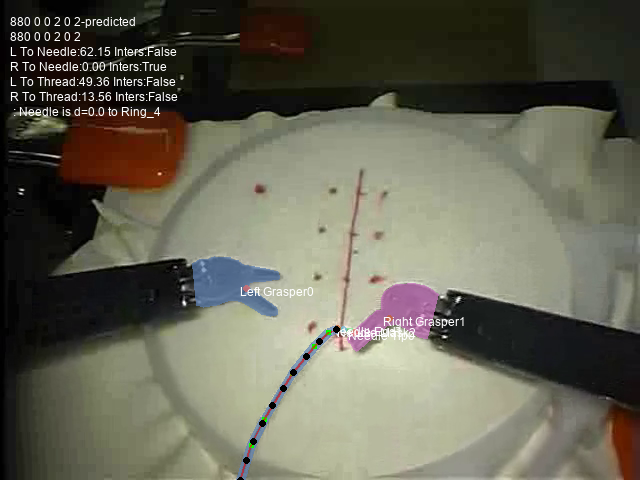 880 0 0 2 0 2-predicted
880 0 0 2 0 2
L To Needle:62.15 Inters:False
R To Needle:0.00 Inters:True
L To Thread:49.36 Inters:False
R To Thread:13.56 Inters:False
: Needle is d=0.0 to Ring_4
Left Grasper0
Right Grasper1